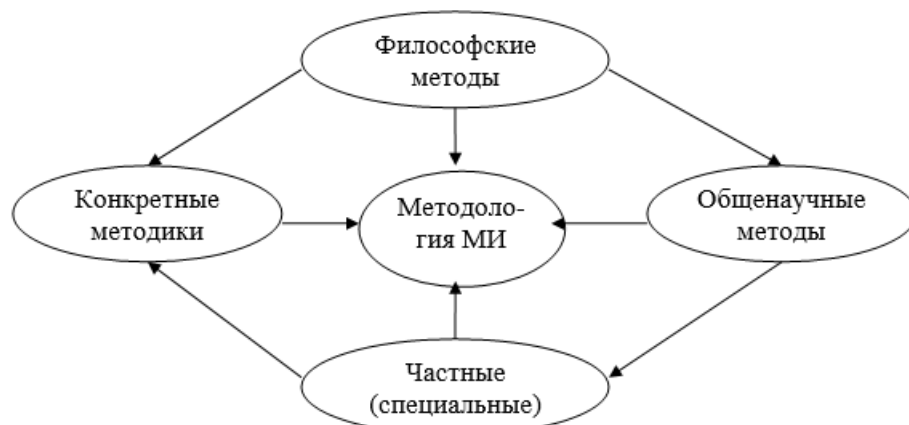 Философские
методы
Конкретные
методики
Методоло-
гия МИ
Общенаучные
методы
Частные
(специальные)